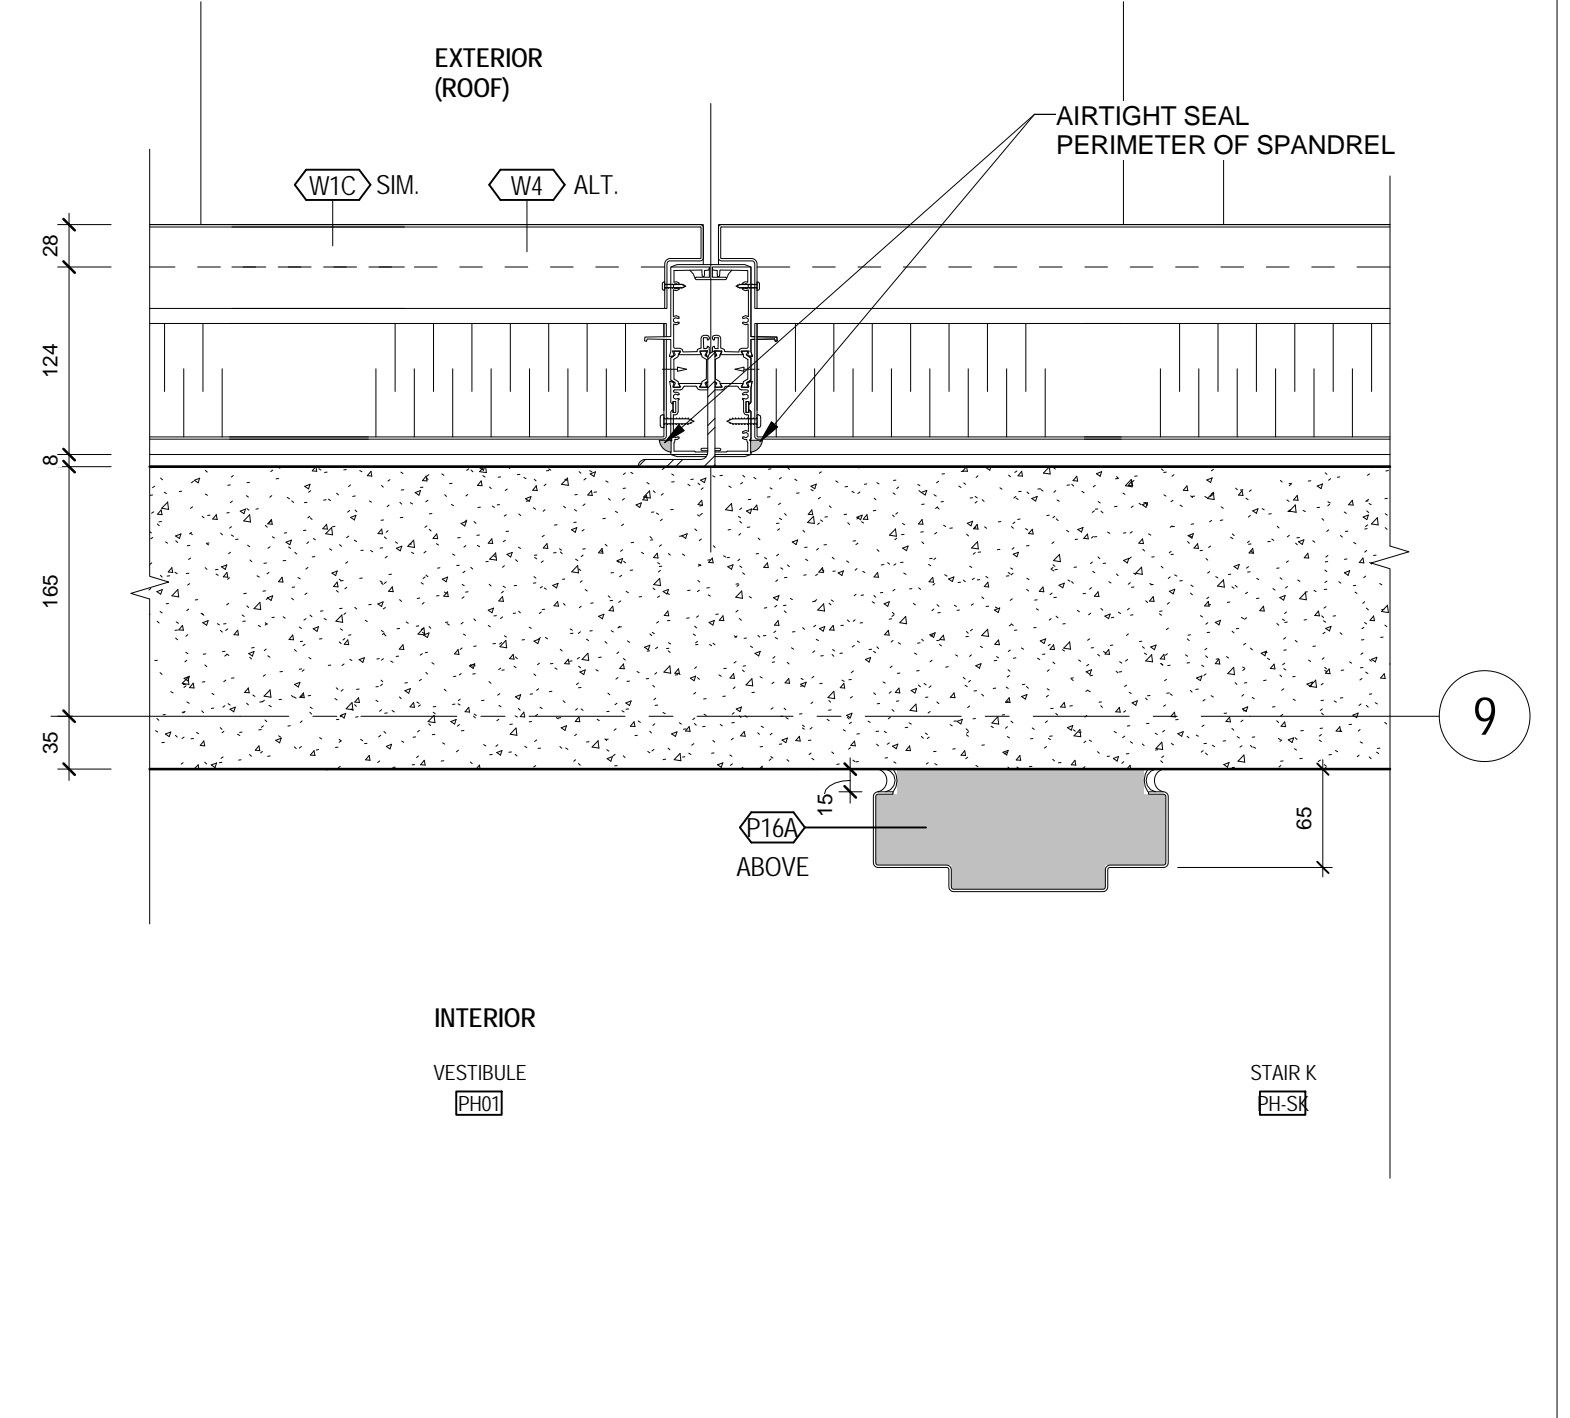 EXTERIOR
(ROOF)
AIRTIGHT SEAL
PERIMETER OF SPANDREL
W1C SIM.
W4 ALT.
28
124
8
165
35
9
15
65
P16A
ABOVE
INTERIOR
VESTIBULE
PH01
STAIR K
PH-SK